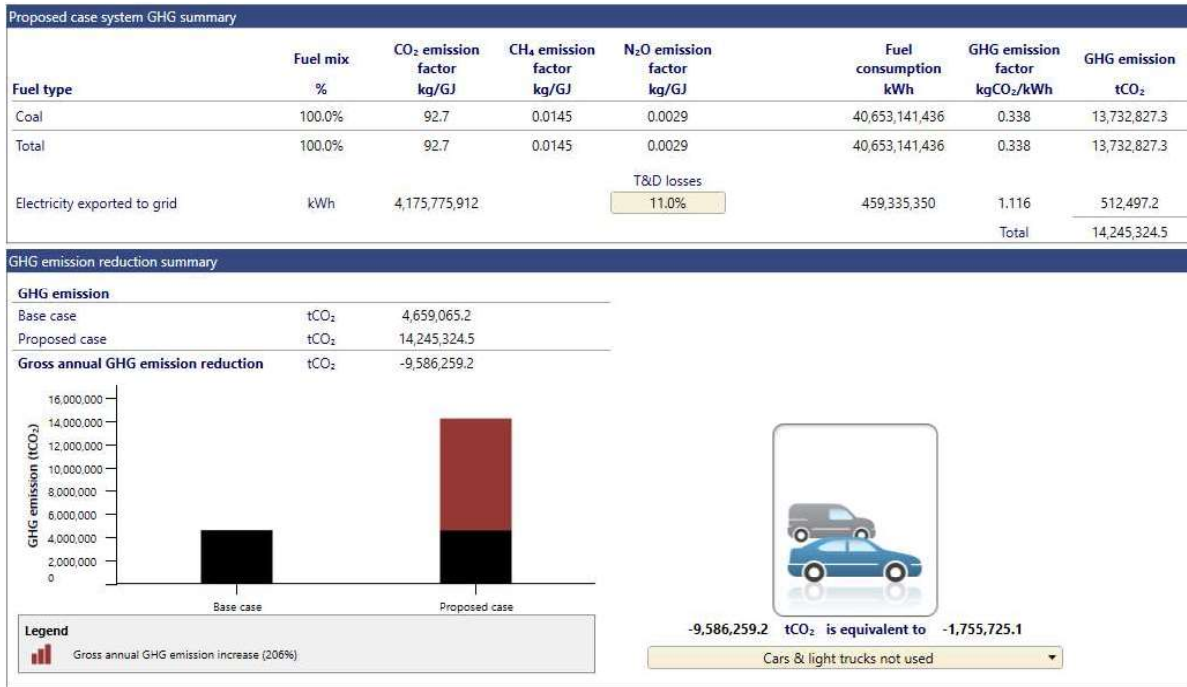 Proposed case system GHG summary
Fuel mix CO₂ emission factor CH₄ emission factor N₂O emission factor Fuel consumption GHG emission factor GHG emission
Fuel type % kg/GJ kg/GJ kg/GJ kWh kgCO₂/kWh tCO₂
Coal 100.0% 92.7 0.0145 0.0029 40,653,141,436 0.338 13,732,827.3
Total 100.0% 92.7 0.0145 0.0029 40,653,141,436 0.338 13,732,827.3
T&D losses
Electricity exported to grid kWh 4,175,775,912 11.0% 459,335,350 1.116 512,497.2
Total 14,245,324.5
GHG emission reduction summary
GHG emission
Base case tCO₂ 4,659,065.2
Proposed case tCO₂ 14,245,324.5
Gross annual GHG emission reduction tCO₂ -9,586,259.2
GHG emission (tCO₂)
16,000,000
14,000,000
12,000,000
10,000,000
8,000,000
6,000,000
4,000,000
2,000,000
0
Base case Proposed case
Legend
Gross annual GHG emission increase (206%)
-9,586,259.2 tCO₂ is equivalent to -1,755,725.1
Cars & light trucks not used